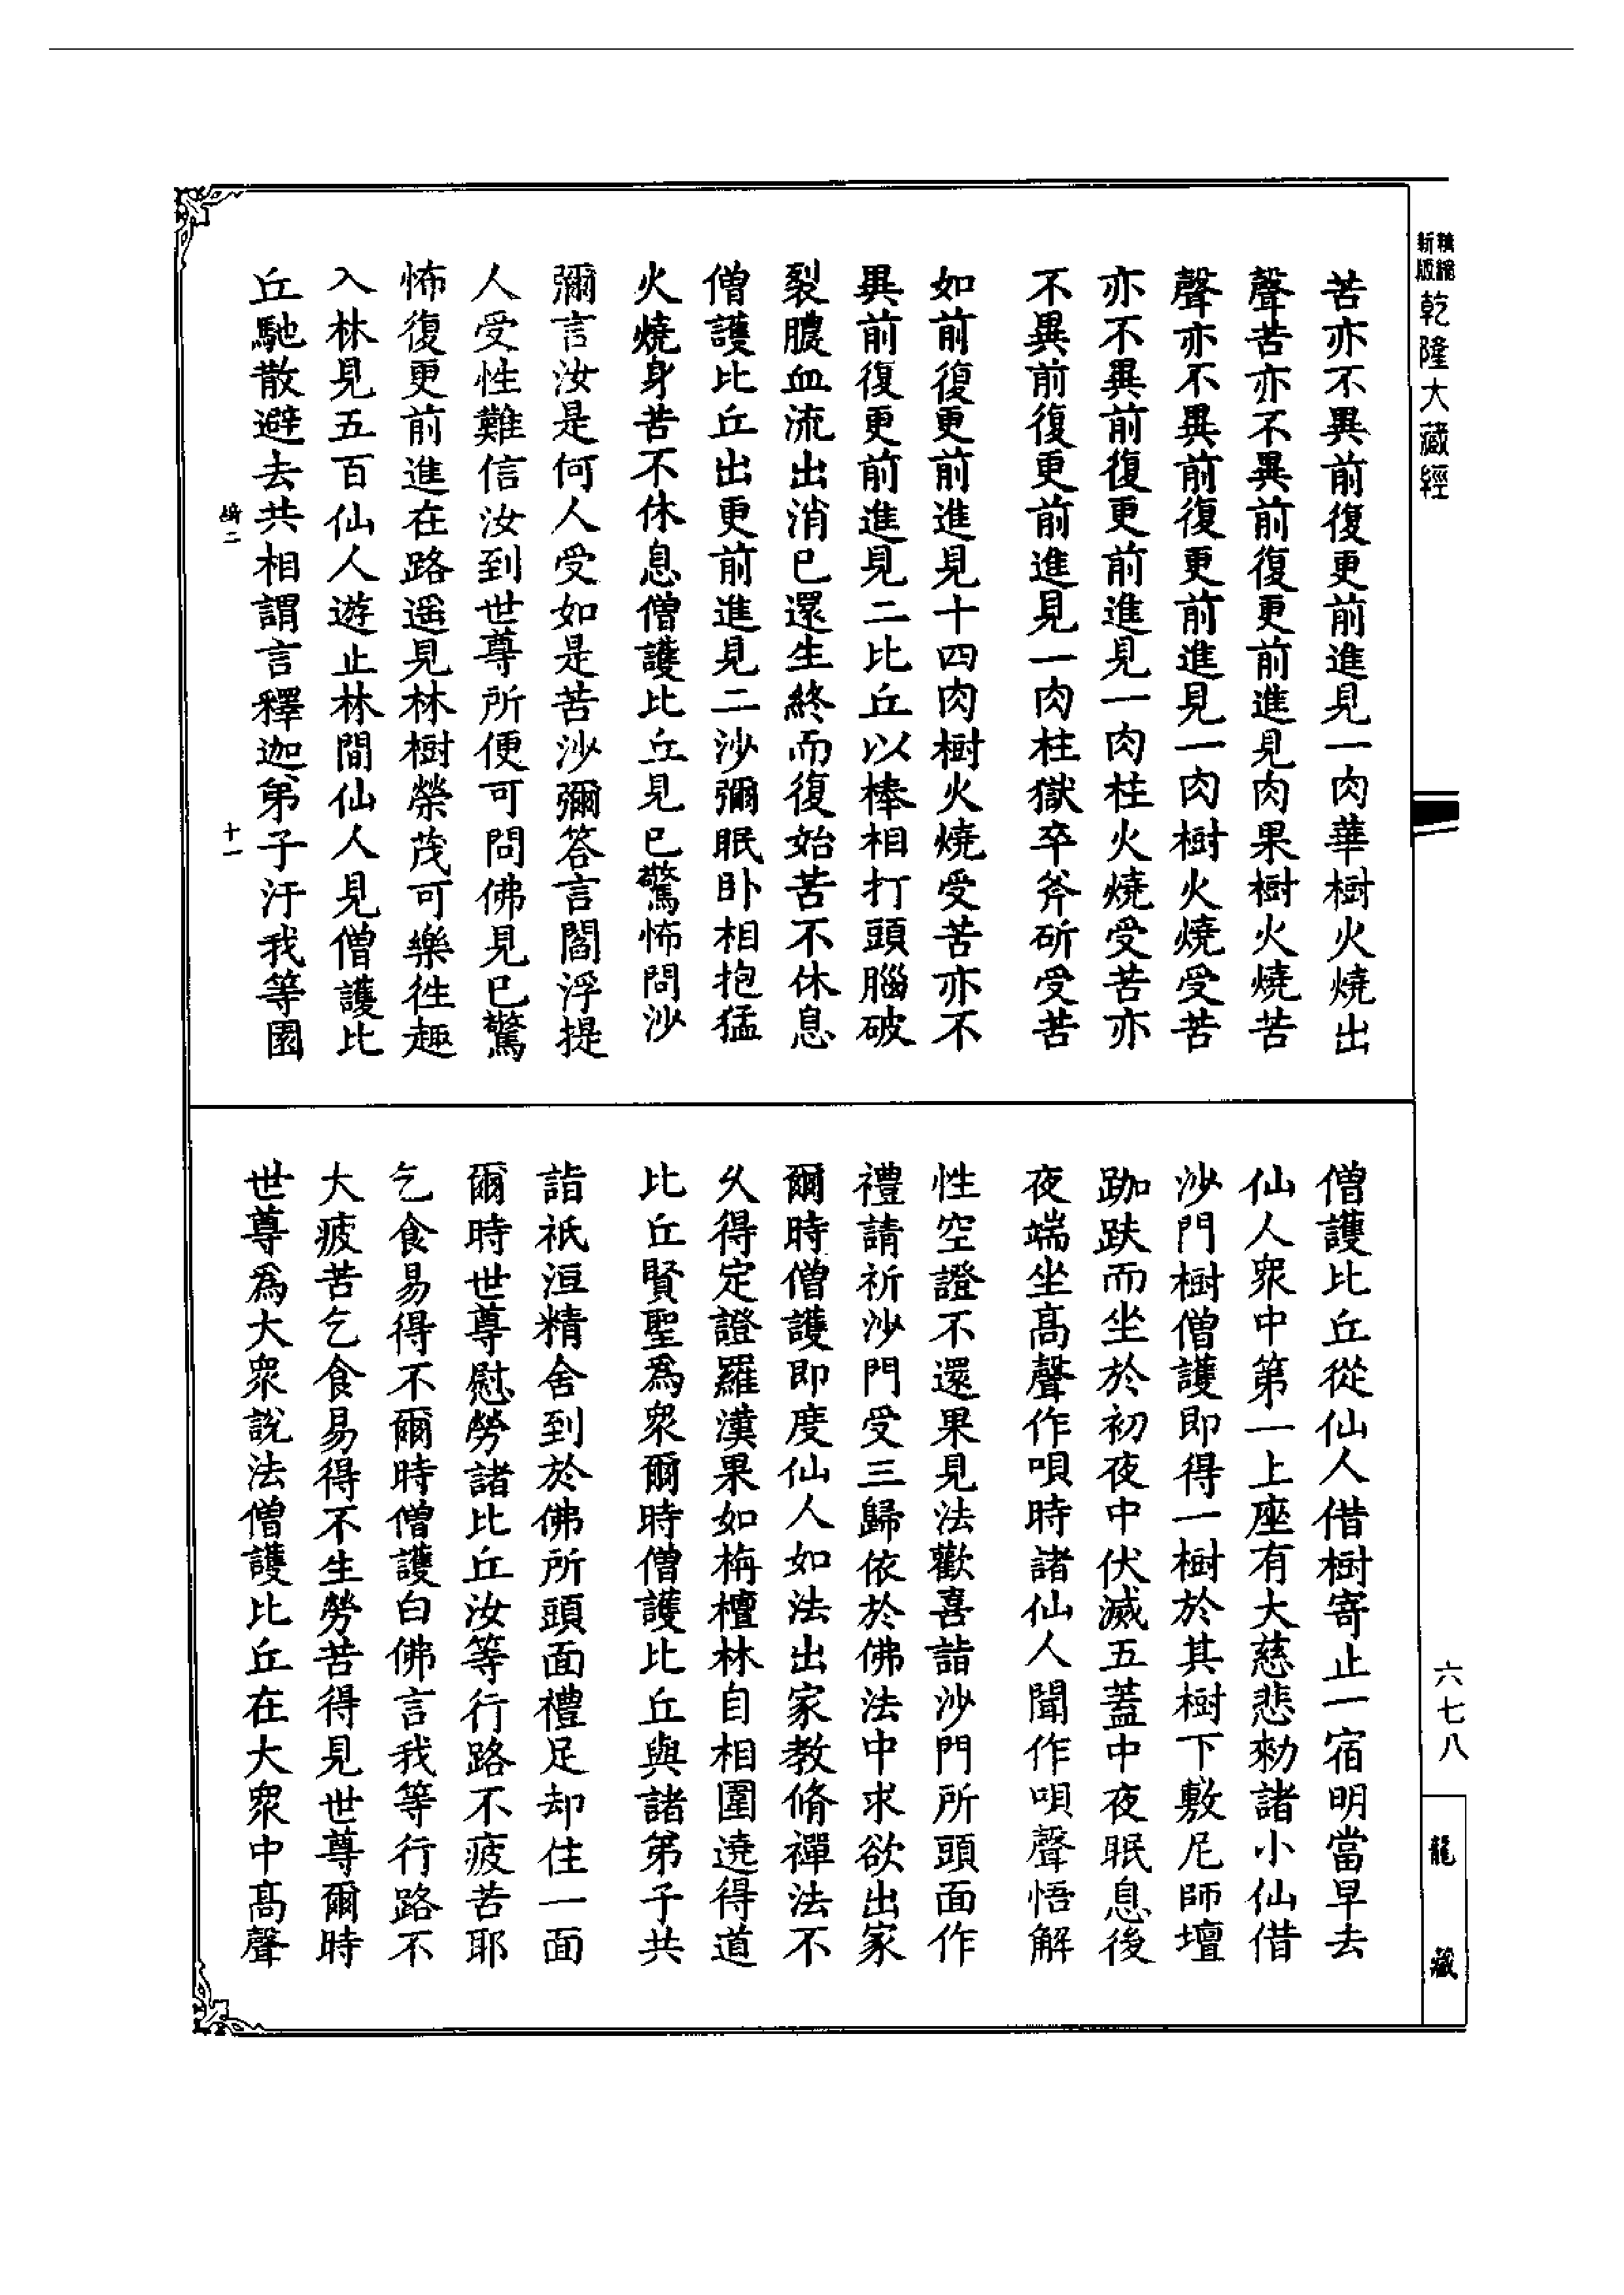 精縮
新版
乾隆大藏經
苦亦不異前復更前進見一肉華樹火燒出
聲苦亦不異前復更前進見肉果樹火燒苦
聲亦不異前復更前進見一肉樹火燒受苦
亦不異前復更前進見一肉柱火燒受苦亦
不異前復更前進見一肉柱獄卒斧斫受苦
如前復更前進見十四肉樹火燒受苦亦不
異前復更前進見二比丘以棒相打頭腦破
裂膿血流出消已還生終而復始苦不休息
僧護比丘出更前進見二沙彌眠卧相抱猛
火燒身苦不休息僧護比丘見已驚怖問沙
彌言汝是何人受如是苦沙彌答言閻浮提
人受性難信汝到世尊所便可問佛見已驚
怖復更前進在路遥見林樹榮茂可樂徃趣
入林見五百仙人遊止林間仙人見僧護比
丘馳散避去共相謂言釋迦弟子汙我等園
十一
僧護比丘從仙人借樹寄止一宿明當早去
仙人眾中第一上座有大慈悲勑諸小仙借
沙門樹僧護即得一樹於其樹下敷尼師壇
跏趺而坐於初夜中伏滅五蓋中夜眠息後
夜端坐高聲作唄時諸仙人聞作唄聲悟解
性空證不還果見法歡喜詣沙門所頭面作
禮請祈沙門受三歸依於佛法中求欲出家
爾時僧護即度仙人如法出家教脩禪法不
久得定證羅漢果如栴檀林自相圍遶得道
比丘賢聖為眾爾時僧護比丘與諸弟子共
詣祇洹精舍到於佛所頭面禮足却住一面
爾時世尊慰勞諸比丘汝等行路不疲苦耶
乞食易得不爾時僧護白佛言我等行路不
大疲苦乞食易得不生勞苦得見世尊爾時
世尊為大眾說法僧護比丘在大眾中高聲
六七八
龍藏